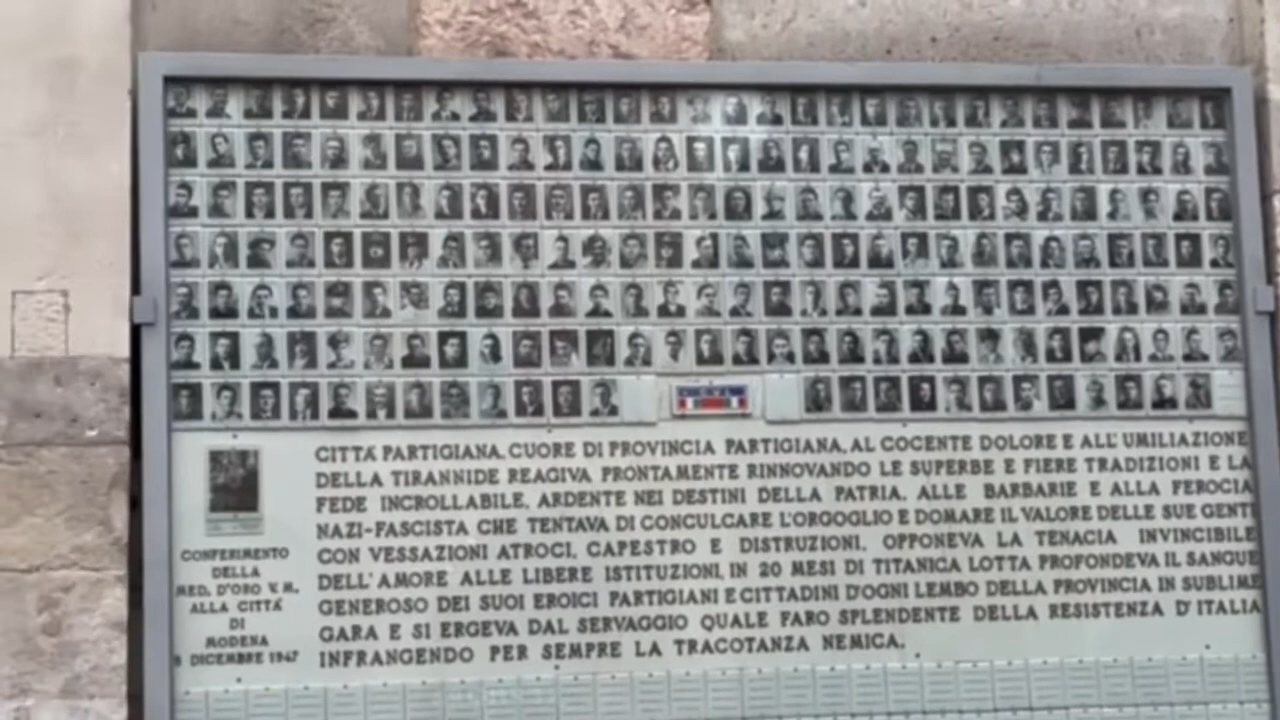 CITTÁ PARTIGIANA, CUORE DI PROVINCIA PARTIGIANA, AL COCENTE DOLORE E ALL'UMILIAZIONE
DELLA TIRANNIDE REAGIVA PRONTAMENTE RINNOVANDO LE SUPERBE E FIERE TRADIZIONI E LA
FEDE INCROLLABILE, ARDENTE NEI DESTINI DELLA PATRIA. ALLE BARBARIE E ALLA FEROCIA
NAZI-FASCISTA CHE TENTAVA DI CONCULCARE L'ORGOGLIO E DOMARE IL VALORE DELLE SUE GENTI
CON VESSAZIONI ATROCI, CAPESTRO E DISTRUZIONI, OPPONEVA LA TENACIA INVINCIBILE
DELL'AMORE ALLE LIBERE ISTITUZIONI, IN 20 MESI DI TITANICA LOTTA PROFONDEVA IL SANGUE
GENEROSO DEI SUOI EROICI PARTIGIANI E CITTADINI D'OGNI LEMBO DELLA PROVINCIA IN SUBLIME
GARA E SI ERGEVA DAL SERVAGGIO QUALE FARO SPLENDENTE DELLA RESISTENZA D'ITALIA
INFRANGENDO PER SEMPRE LA TRACOTANZA NEMICA.
CONFERIMENTO
DELLA
MED. D'ORO V. M.
ALLA CITTÁ
DI
MODENA
8 DICEMBRE 1947